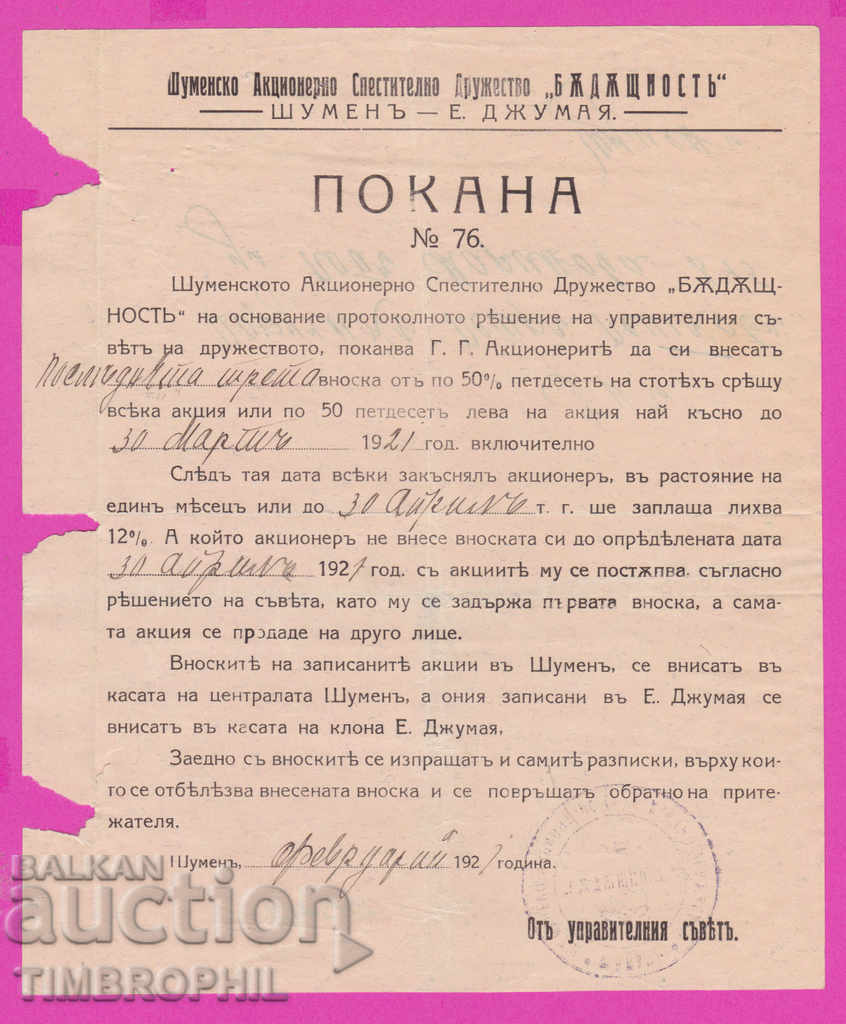 Шуменско Акционерно Спестително Дружество „БѪДѪЩНОСТЬ“
ШУМЕНЪ — Е. ДЖУМАЯ.
ПОКАНА
№ 76.
Шуменското Акционерно Спестително Дружество „БѪДѪЩ-
НОСТЬ“ на основание протоколното рѣшение на управителния съ-
вѣтъ на дружеството, поканва Г. Г. Акционеритѣ да си внесатъ
последната трета вноска отъ по 50% петдесеть на стотѣхъ срѣщу
всѣка акция или по 50 петдесетъ лева на акция най късно до
30 Мартъ 1921 год. включително
Слѣдъ тая дата всѣки закъснялъ акционеръ, въ растояние на
единъ мѣсецъ или до 30 Априлъ т. г. ше заплаща лихва
12%. А който акционеръ не внесе вноската си до опрѣдѣлената дата
30 Априлъ 1921 год. съ акциитѣ му се постѫпва съгласно
рѣшението на съвѣта, като му се задържа първата вноска, а сама-
та акция се продаде на друго лице.
Вноскитѣ на записанитѣ акции въ Шуменъ, се внисатъ въ
касата на централата Шуменъ, а ония записани въ Е. Джумая се
внисатъ въ касата на клона Е. Джумая,
Заедно съ вноскитѣ се изпращатъ и самитѣ разписки, върху кои-
то се отбѣлѣзва внесената вноска и се повръщатъ обратно на прите-
жателя.
Шуменъ, Февруарий 1921 година.
Отъ управителния съвѣтъ.
BALKAN
auction
TIMBROPHIL